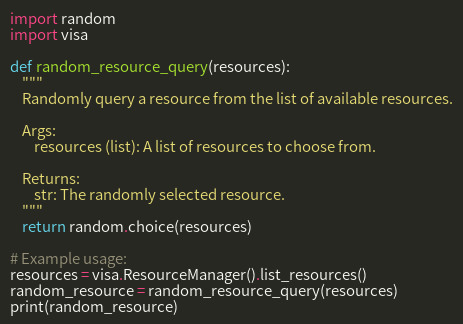 import random
import visa

def random_resource_query(resources):
    """
    Randomly query a resource from the list of available resources.

    Args:
        resources (list): A list of resources to choose from.

    Returns:
        str: The randomly selected resource.
    """
    return random.choice(resources)

# Example usage:
resources = visa.ResourceManager().list_resources()
random_resource = random_resource_query(resources)
print(random_resource)